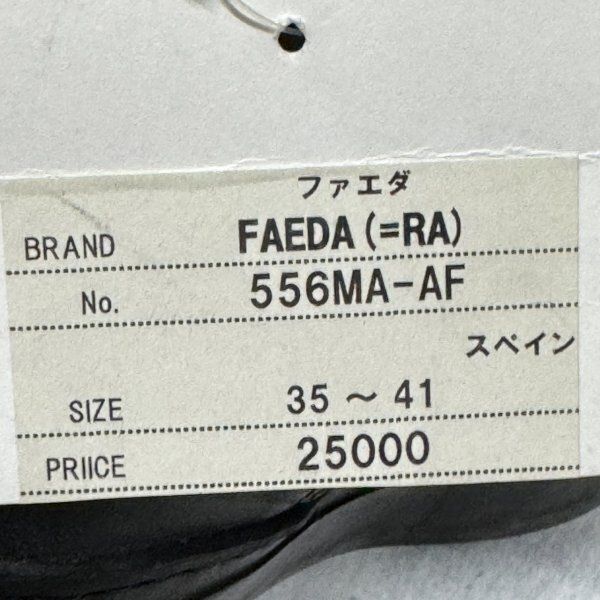 ファエダ
BRAND FAEDA (=RA)
No. 556MA-AF
スペイン
SIZE 35 ～ 41
PRIICE 25000